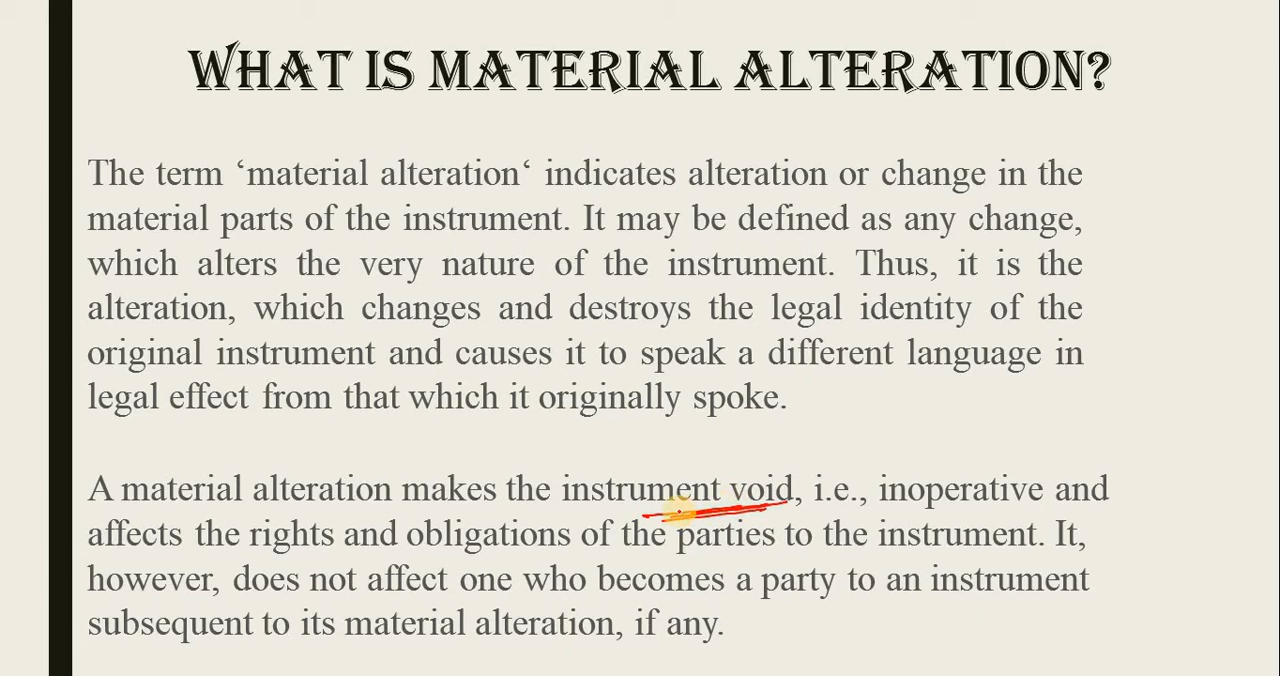 WHAT IS MATERIAL ALTERATION?
The term ‘material alteration‘ indicates alteration or change in the
material parts of the instrument. It may be defined as any change,
which alters the very nature of the instrument. Thus, it is the
alteration, which changes and destroys the legal identity of the
original instrument and causes it to speak a different language in
legal effect from that which it originally spoke.
A material alteration makes the instrument void, i.e., inoperative and
affects the rights and obligations of the parties to the instrument. It,
however, does not affect one who becomes a party to an instrument
subsequent to its material alteration, if any.